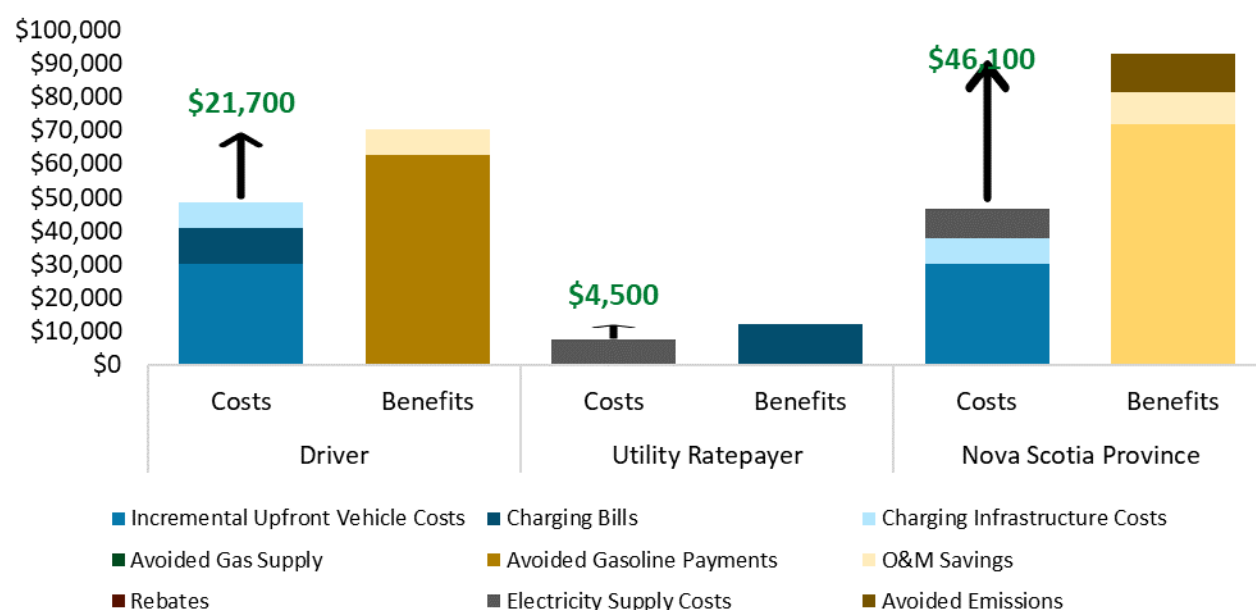 $100,000
$90,000
$80,000
$70,000
$60,000
$50,000
$40,000
$30,000
$20,000
$10,000
$0
$21,700
$4,500
$46,100
Costs Benefits Costs Benefits Costs Benefits
Driver Utility Ratepayer Nova Scotia Province
Incremental Upfront Vehicle Costs Charging Bills Charging Infrastructure Costs
Avoided Gas Supply Avoided Gasoline Payments O&M Savings
Rebates Electricity Supply Costs Avoided Emissions